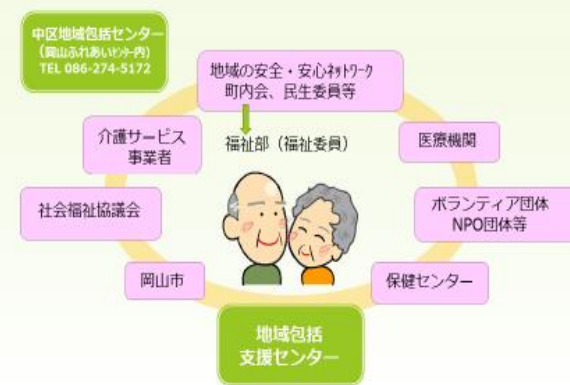 中区地域包括センター
(岡山ふれあいセンター内)
TEL 086-274-5172
地域の安全・安心ネットワーク
町内会、民生委員等
介護サービス
事業者
福祉部（福祉委員）
医療機関
社会福祉協議会
ボランティア団体
NPO団体等
岡山市
保健センター
地域包括
支援センター